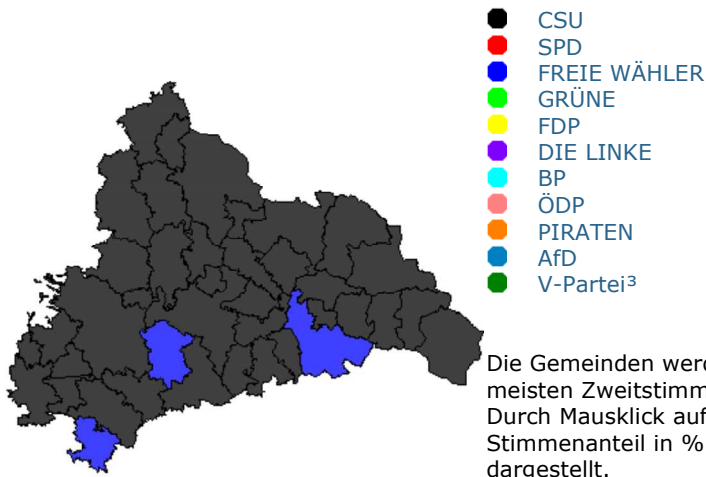 CSU
SPD
FREIE WÄHLER
GRÜNE
FDP
DIE LINKE
BP
ÖDP
PIRATEN
AfD
V-Partei³
Die Gemeinden werd
meisten Zweitstimm
Durch Mausklick auf
Stimmenanteil in %
dargestellt.